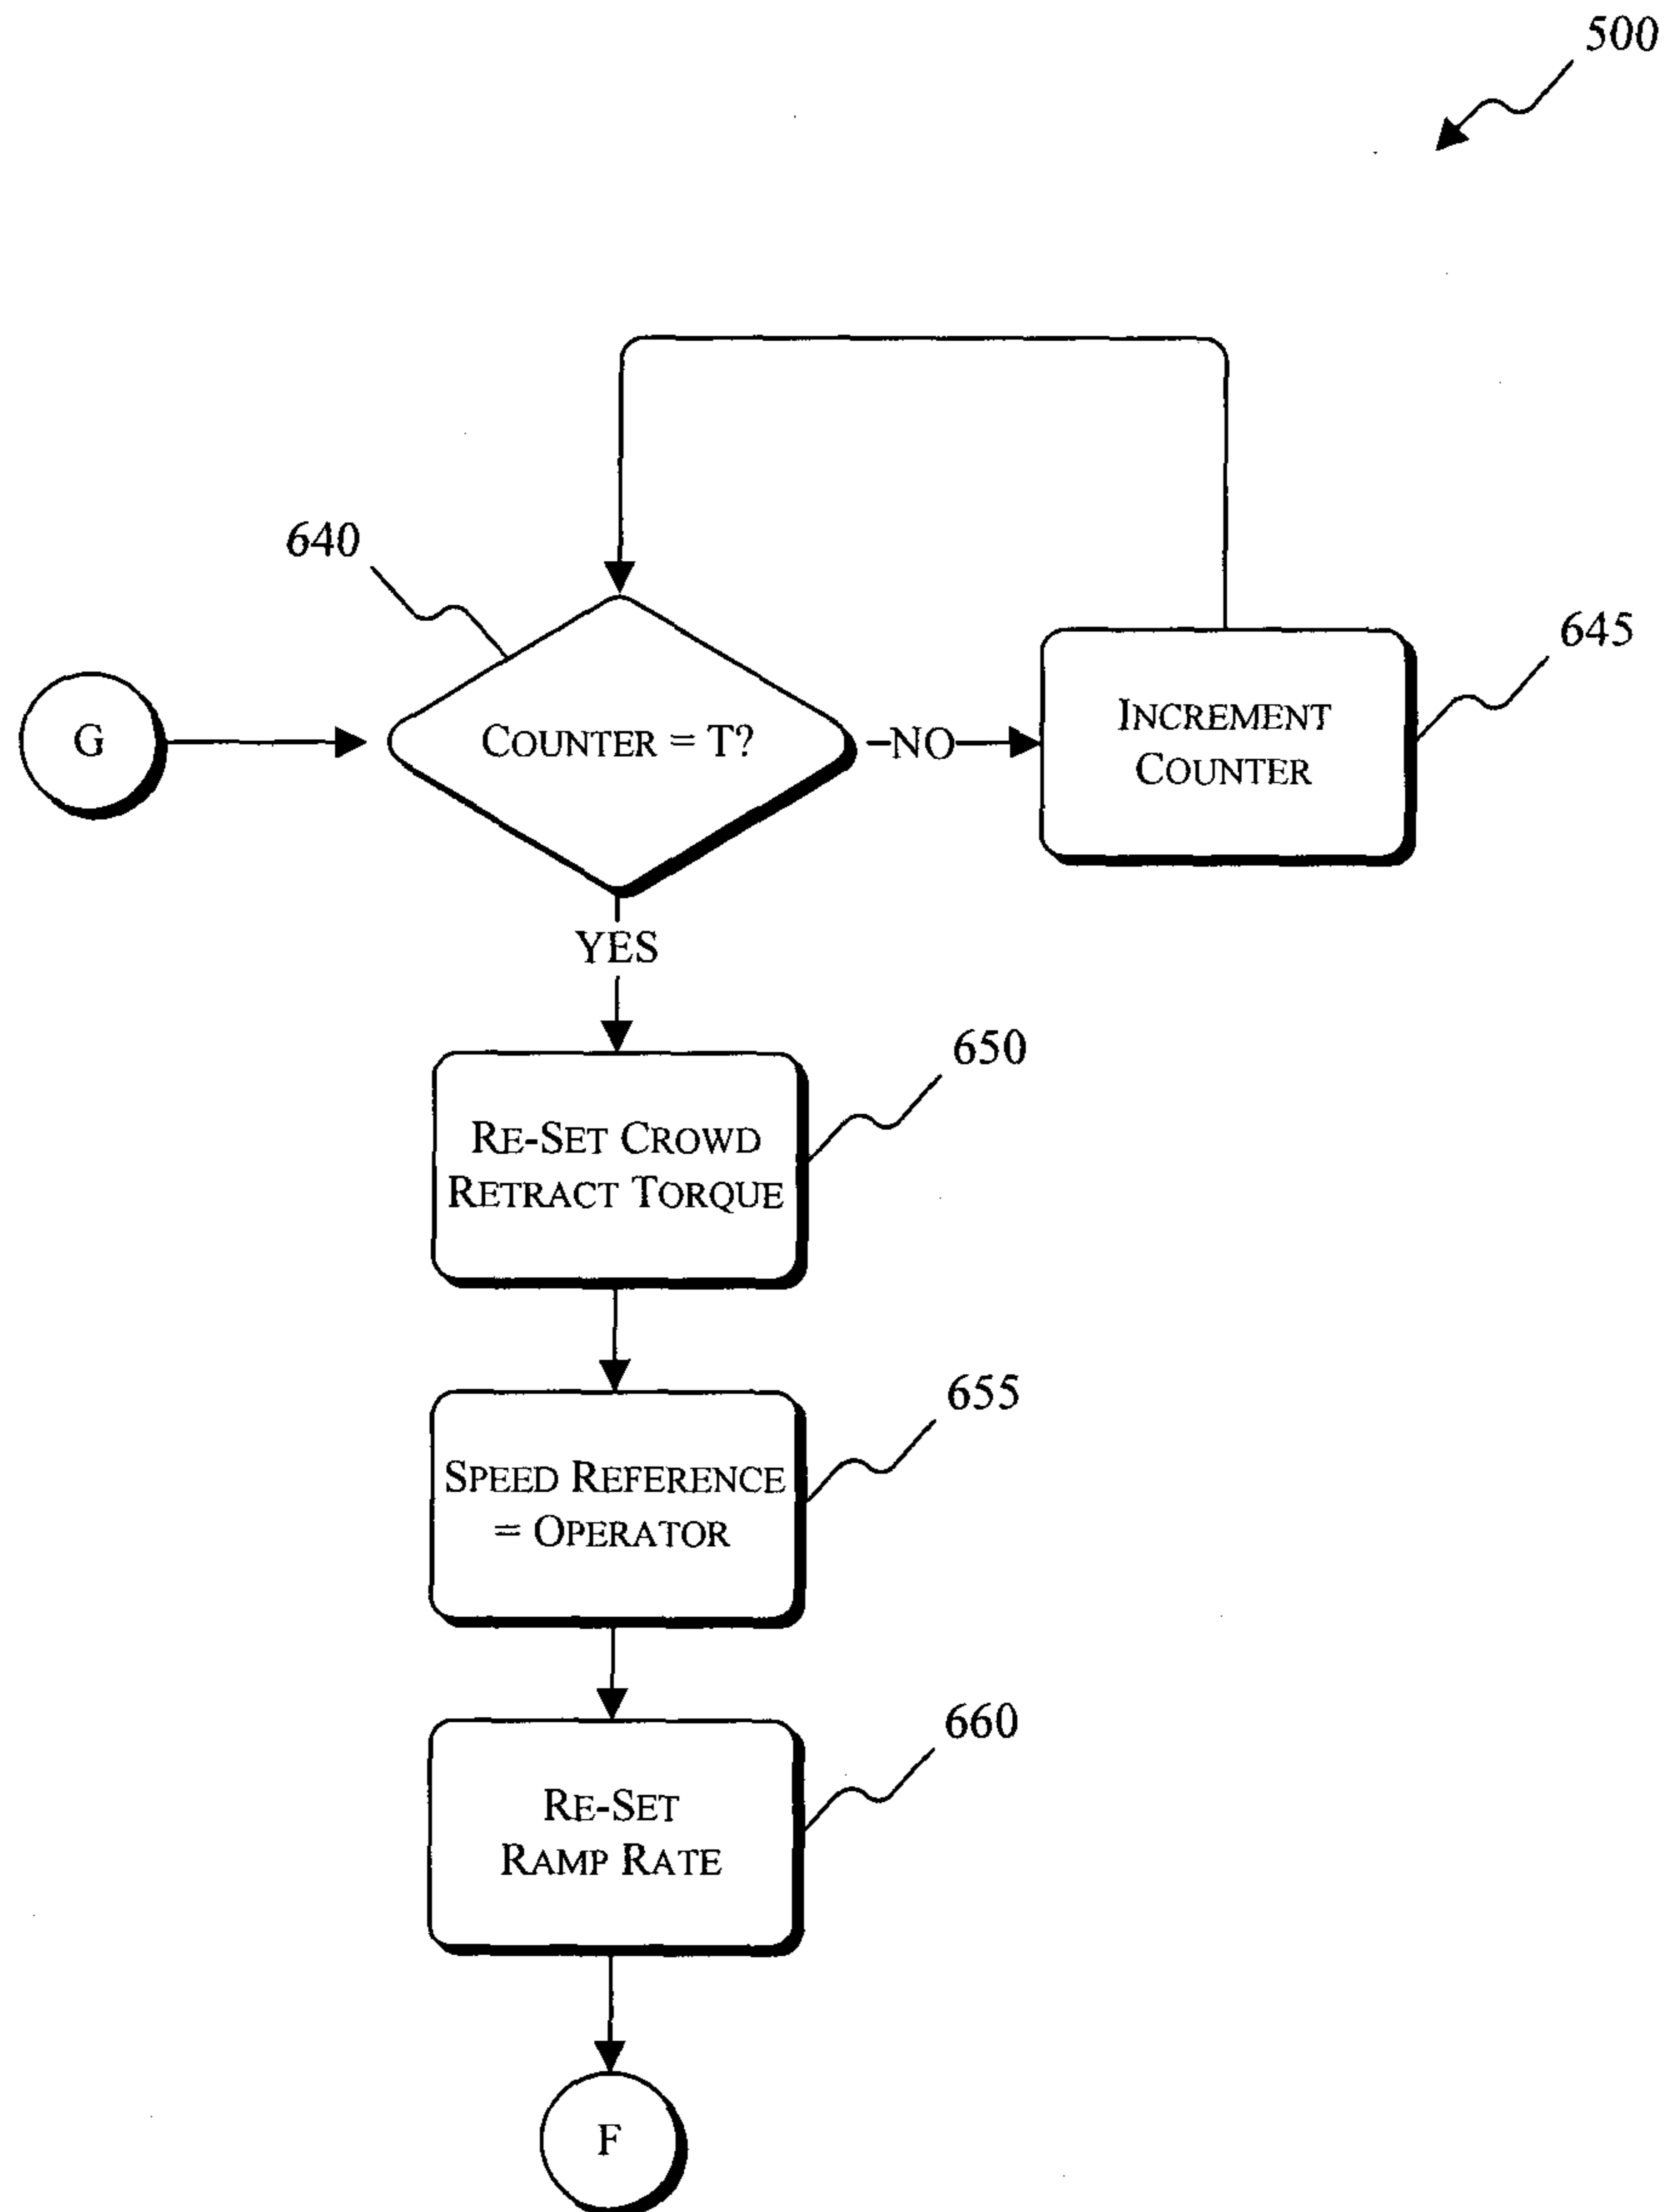 500
640
645
G
COUNTER = T?
NO
INCREMENT
COUNTER
YES
650
RE-SET CROWD
RETRACT TORQUE
655
SPEED REFERENCE
= OPERATOR
660
RE-SET
RAMP RATE
F